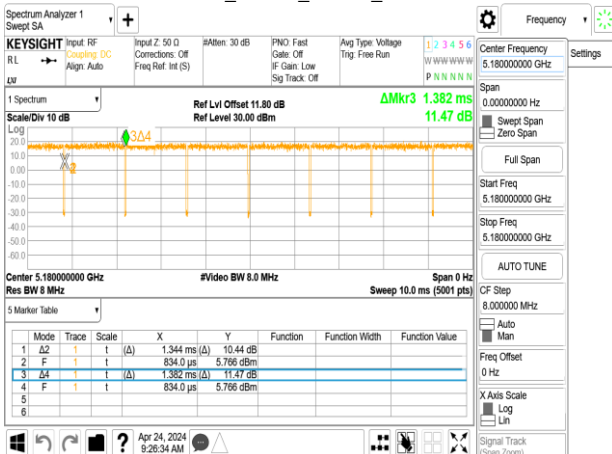 Spectrum Analyzer 1
Swept SA
Frequency
KEYSIGHT
RL
Input: RF
Coupling: DC
Align: Auto
Input Z: 50 Ω
Corrections: Off
Freq Ref: Int (S)
#Atten: 30 dB
PNO: Fast
Gate: Off
IF Gain: Low
Sig Track: Off
Avg Type: Voltage
Trig: Free Run
1 2 3 4 5 6
W W W W W W
P N N N N N
Center Frequency
5.180000000 GHz
Settings
1 Spectrum
Scale/Div 10 dB
Ref Lvl Offset 11.80 dB
Ref Level 30.00 dBm
ΔMkr3 1.382 ms
11.47 dB
Span
0.00000000 Hz
Swept Span
Zero Span
Full Span
Start Freq
5.180000000 GHz
Stop Freq
5.180000000 GHz
AUTO TUNE
CF Step
8.000000 MHz
Auto
Man
Freq Offset
0 Hz
X Axis Scale
Log
Lin
Signal Track
(Span Zoom)
Log
20.0
10.0
0.00
-10.0
-20.0
-30.0
-40.0
-50.0
-60.0
3Δ4
Center 5.180000000 GHz
Res BW 8 MHz
#Video BW 8.0 MHz
Span 0 Hz
Sweep 10.0 ms (5001 pts)
5 Marker Table
Mode Trace Scale X Y Function Function Width Function Value
1 Δ2 1 t (Δ) 1.344 ms (Δ) 10.44 dB
2 F 1 t 834.0 µs 5.766 dBm
3 Δ4 1 t (Δ) 1.382 ms (Δ) 11.47 dB
4 F 1 t 834.0 µs 5.766 dBm
5
6
Apr 24, 2024
9:26:34 AM